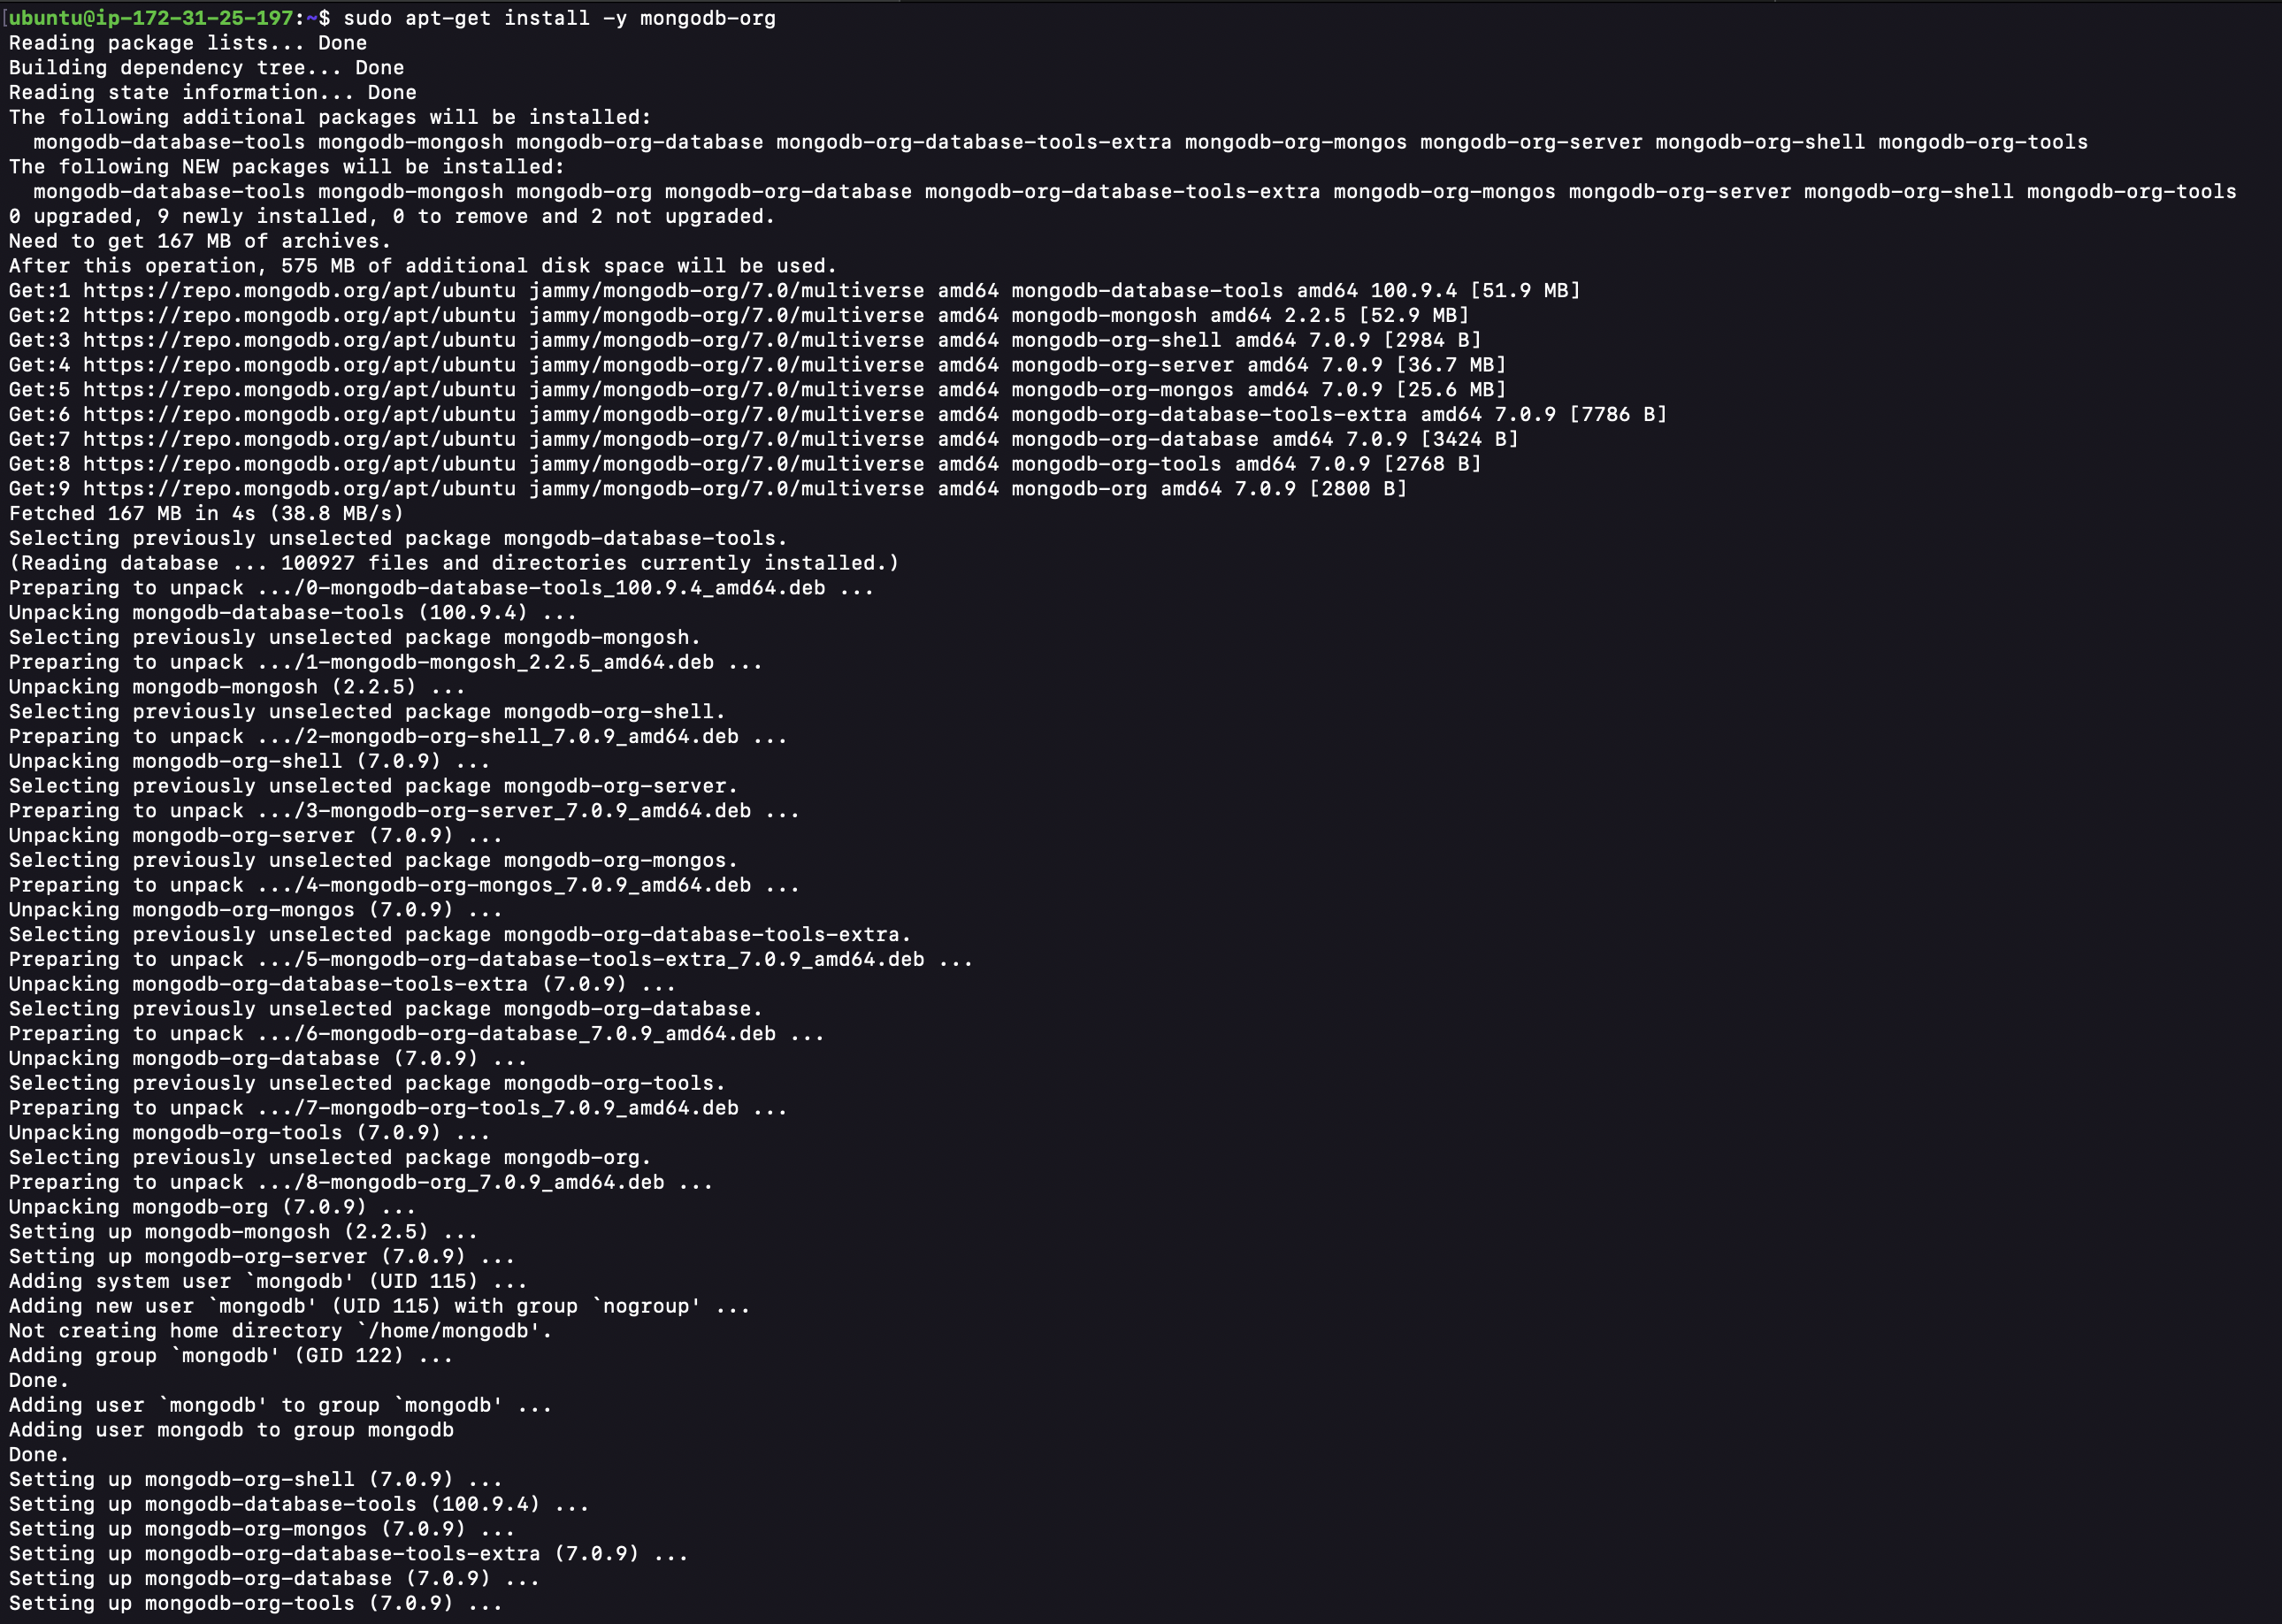 ubuntu@ip-172-31-25-197:~$ sudo apt-get install -y mongodb-org
Reading package lists... Done
Building dependency tree... Done
Reading state information... Done
The following additional packages will be installed:
  mongodb-database-tools mongodb-mongosh mongodb-org-database mongodb-org-database-tools-extra mongodb-org-mongos mongodb-org-server mongodb-org-shell mongodb-org-tools
The following NEW packages will be installed:
  mongodb-database-tools mongodb-mongosh mongodb-org mongodb-org-database mongodb-org-database-tools-extra mongodb-org-mongos mongodb-org-server mongodb-org-shell mongodb-org-tools
0 upgraded, 9 newly installed, 0 to remove and 2 not upgraded.
Need to get 167 MB of archives.
After this operation, 575 MB of additional disk space will be used.
Get:1 https://repo.mongodb.org/apt/ubuntu jammy/mongodb-org/7.0/multiverse amd64 mongodb-database-tools amd64 100.9.4 [51.9 MB]
Get:2 https://repo.mongodb.org/apt/ubuntu jammy/mongodb-org/7.0/multiverse amd64 mongodb-mongosh amd64 2.2.5 [52.9 MB]
Get:3 https://repo.mongodb.org/apt/ubuntu jammy/mongodb-org/7.0/multiverse amd64 mongodb-org-shell amd64 7.0.9 [2984 B]
Get:4 https://repo.mongodb.org/apt/ubuntu jammy/mongodb-org/7.0/multiverse amd64 mongodb-org-server amd64 7.0.9 [36.7 MB]
Get:5 https://repo.mongodb.org/apt/ubuntu jammy/mongodb-org/7.0/multiverse amd64 mongodb-org-mongos amd64 7.0.9 [25.6 MB]
Get:6 https://repo.mongodb.org/apt/ubuntu jammy/mongodb-org/7.0/multiverse amd64 mongodb-org-database-tools-extra amd64 7.0.9 [7786 B]
Get:7 https://repo.mongodb.org/apt/ubuntu jammy/mongodb-org/7.0/multiverse amd64 mongodb-org-database amd64 7.0.9 [3424 B]
Get:8 https://repo.mongodb.org/apt/ubuntu jammy/mongodb-org/7.0/multiverse amd64 mongodb-org-tools amd64 7.0.9 [2768 B]
Get:9 https://repo.mongodb.org/apt/ubuntu jammy/mongodb-org/7.0/multiverse amd64 mongodb-org amd64 7.0.9 [2800 B]
Fetched 167 MB in 4s (38.8 MB/s)
Selecting previously unselected package mongodb-database-tools.
(Reading database ... 100927 files and directories currently installed.)
Preparing to unpack .../0-mongodb-database-tools_100.9.4_amd64.deb ...
Unpacking mongodb-database-tools (100.9.4) ...
Selecting previously unselected package mongodb-mongosh.
Preparing to unpack .../1-mongodb-mongosh_2.2.5_amd64.deb ...
Unpacking mongodb-mongosh (2.2.5) ...
Selecting previously unselected package mongodb-org-shell.
Preparing to unpack .../2-mongodb-org-shell_7.0.9_amd64.deb ...
Unpacking mongodb-org-shell (7.0.9) ...
Selecting previously unselected package mongodb-org-server.
Preparing to unpack .../3-mongodb-org-server_7.0.9_amd64.deb ...
Unpacking mongodb-org-server (7.0.9) ...
Selecting previously unselected package mongodb-org-mongos.
Preparing to unpack .../4-mongodb-org-mongos_7.0.9_amd64.deb ...
Unpacking mongodb-org-mongos (7.0.9) ...
Selecting previously unselected package mongodb-org-database-tools-extra.
Preparing to unpack .../5-mongodb-org-database-tools-extra_7.0.9_amd64.deb ...
Unpacking mongodb-org-database-tools-extra (7.0.9) ...
Selecting previously unselected package mongodb-org-database.
Preparing to unpack .../6-mongodb-org-database_7.0.9_amd64.deb ...
Unpacking mongodb-org-database (7.0.9) ...
Selecting previously unselected package mongodb-org-tools.
Preparing to unpack .../7-mongodb-org-tools_7.0.9_amd64.deb ...
Unpacking mongodb-org-tools (7.0.9) ...
Selecting previously unselected package mongodb-org.
Preparing to unpack .../8-mongodb-org_7.0.9_amd64.deb ...
Unpacking mongodb-org (7.0.9) ...
Setting up mongodb-mongosh (2.2.5) ...
Setting up mongodb-org-server (7.0.9) ...
Adding system user `mongodb' (UID 115) ...
Adding new user `mongodb' (UID 115) with group `nogroup' ...
Not creating home directory `/home/mongodb'.
Adding group `mongodb' (GID 122) ...
Done.
Adding user `mongodb' to group `mongodb' ...
Adding user mongodb to group mongodb
Done.
Setting up mongodb-org-shell (7.0.9) ...
Setting up mongodb-database-tools (100.9.4) ...
Setting up mongodb-org-mongos (7.0.9) ...
Setting up mongodb-org-database-tools-extra (7.0.9) ...
Setting up mongodb-org-database (7.0.9) ...
Setting up mongodb-org-tools (7.0.9) ...